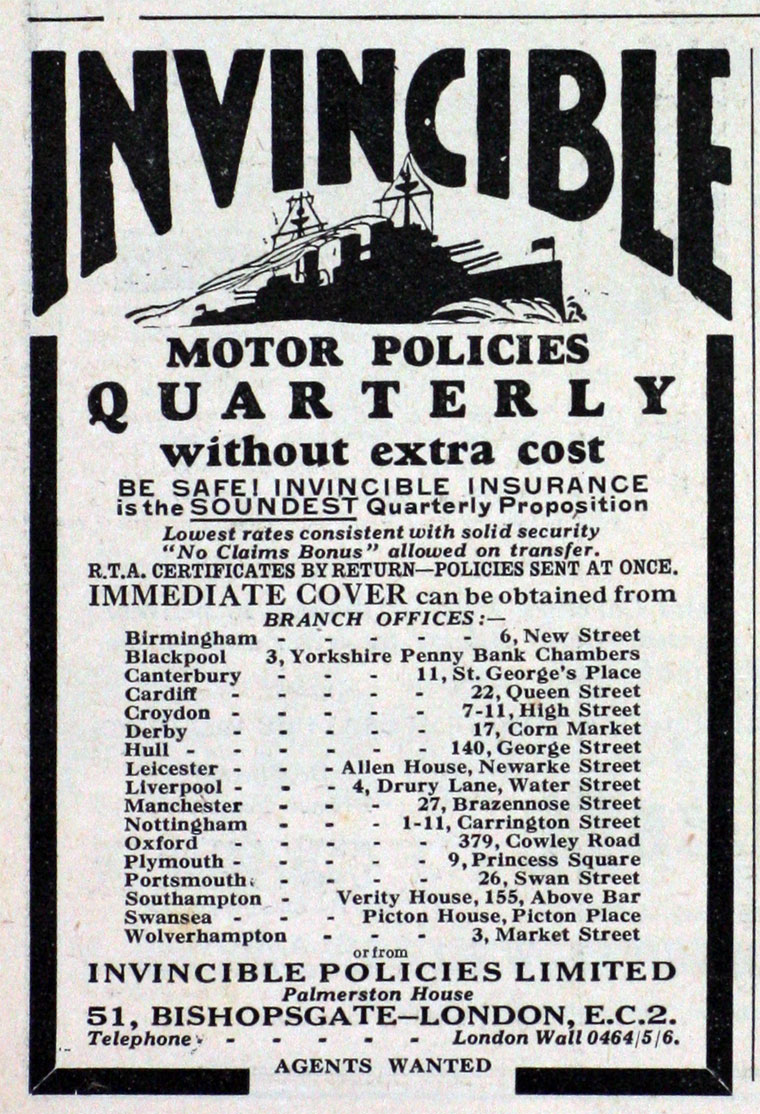 INVINCIBLE
MOTOR POLICIES
QUARTERLY
without extra cost
BE SAFE! INVINCIBLE INSURANCE
is the SOUNDEST Quarterly Proposition
Lowest rates consistent with solid security
"No Claims Bonus" allowed on transfer.
R.T.A. CERTIFICATES BY RETURN—POLICIES SENT AT ONCE.
IMMEDIATE COVER can be obtained from
BRANCH OFFICES:—
Birmingham - - - - - 6, New Street
Blackpool 3, Yorkshire Penny Bank Chambers
Canterbury - - - 11, St. George's Place
Cardiff - - - - - 22, Queen Street
Croydon - - - - - 7-11, High Street
Derby - - - - - 17, Corn Market
Hull - - - - - - 140, George Street
Leicester - - - Allen House, Newarke Street
Liverpool - - - 4, Drury Lane, Water Street
Manchester - - - - 27, Brazennose Street
Nottingham - - - 1-11, Carrington Street
Oxford - - - - - 379, Cowley Road
Plymouth - - - - - 9, Princess Square
Portsmouth - - - - 26, Swan Street
Southampton - Verity House, 155, Above Bar
Swansea - - - Picton House, Picton Place
Wolverhampton - - - 3, Market Street
or from
INVINCIBLE POLICIES LIMITED
Palmerston House
51, BISHOPSGATE—LONDON, E.C.2.
Telephone - - - - - London Wall 0464/5/6.
AGENTS WANTED